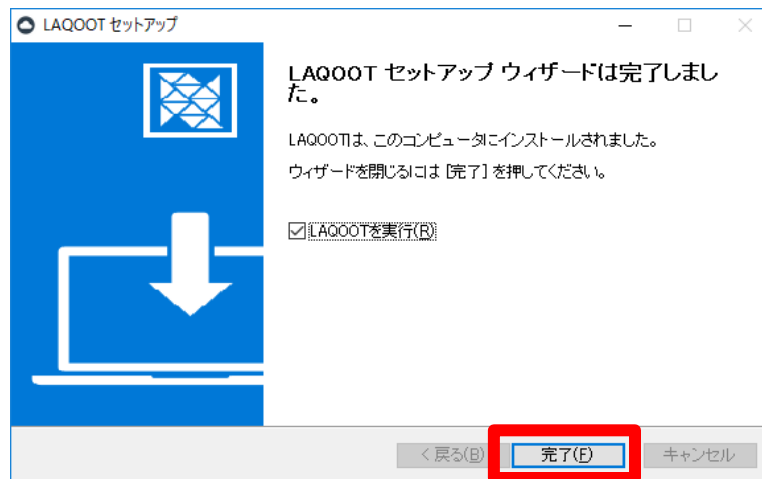 LAQOOT セットアップ
LAQOOT セットアップ ウィザードは完了しまし
た。
LAQOOTは、このコンピュータにインストールされました。
ウィザードを閉じるには [完了] を押してください。
LAQOOTを実行(R)
< 戻る(B)
完了(F)
キャンセル